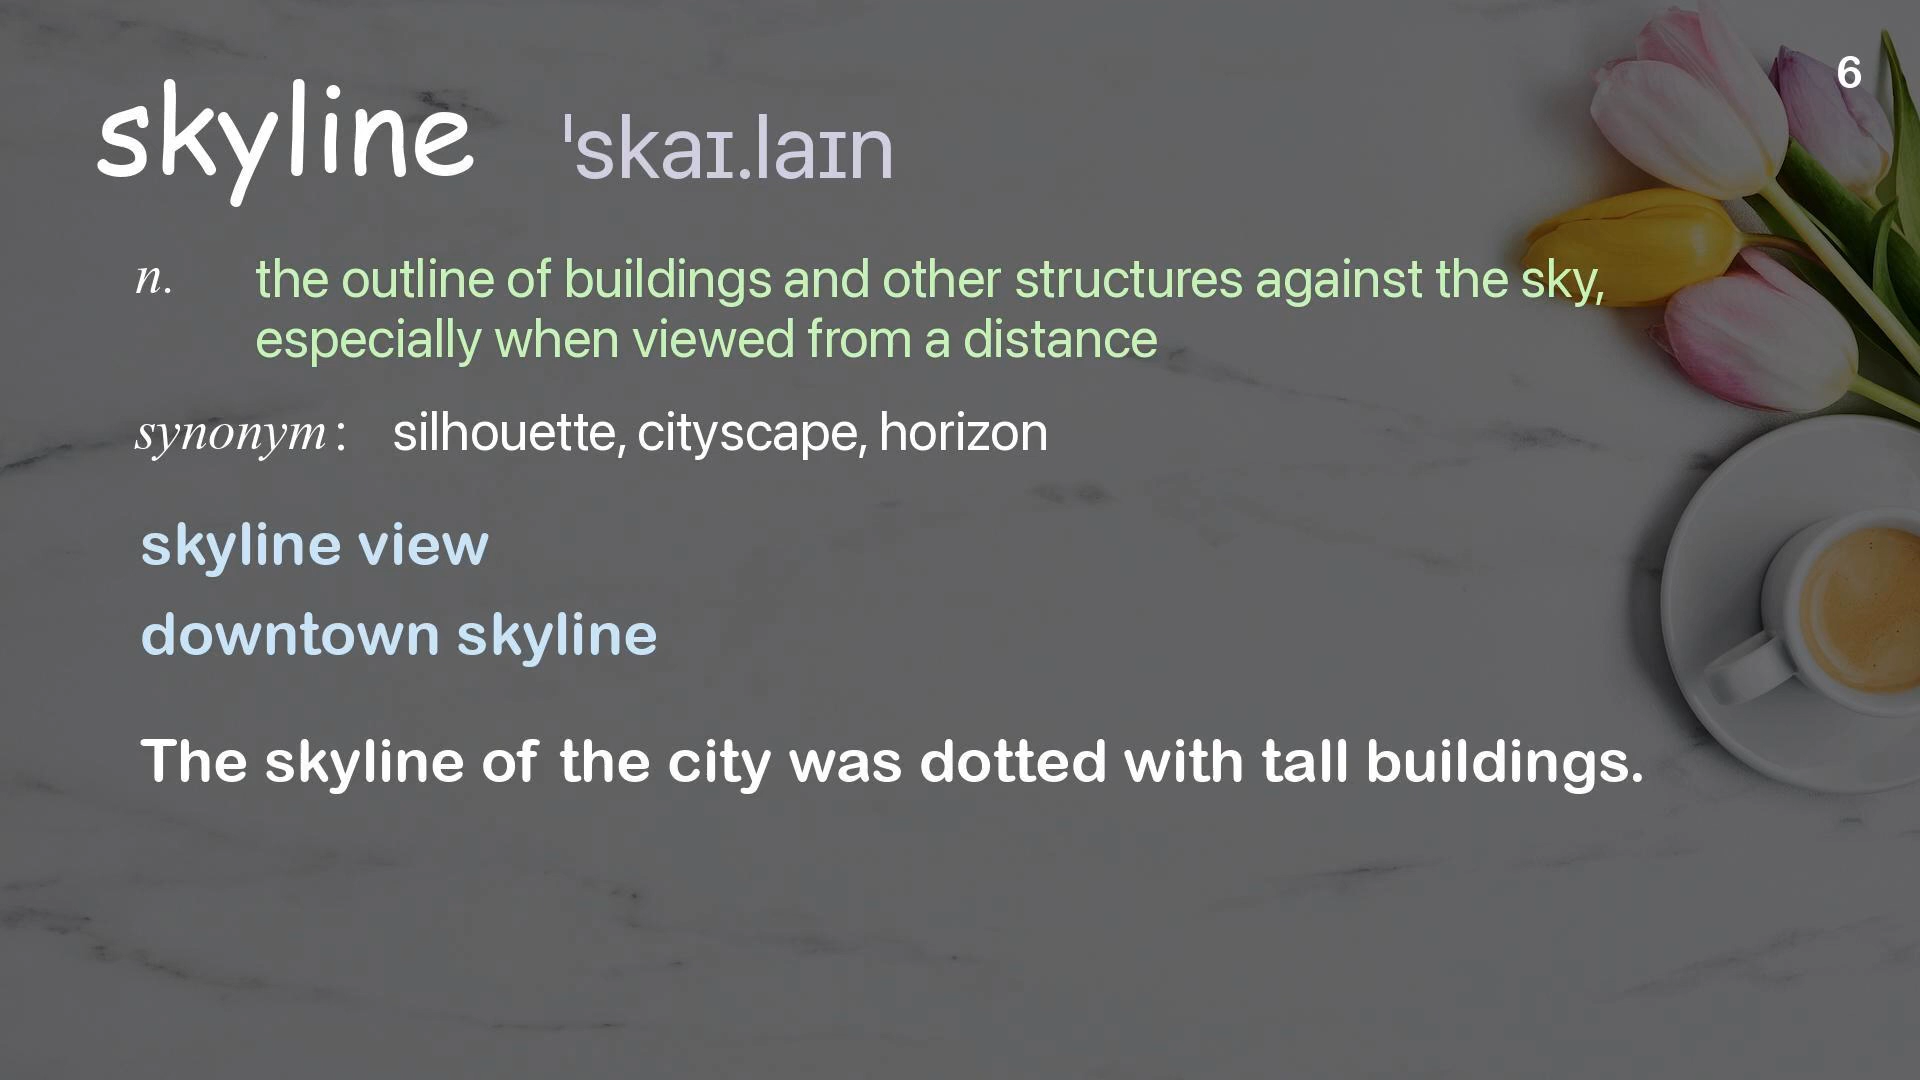 6
skyline ˈskaɪ.laɪn
n. the outline of buildings and other structures against the sky,
especially when viewed from a distance
synonym: silhouette, cityscape, horizon
skyline view
downtown skyline
The skyline of the city was dotted with tall buildings.